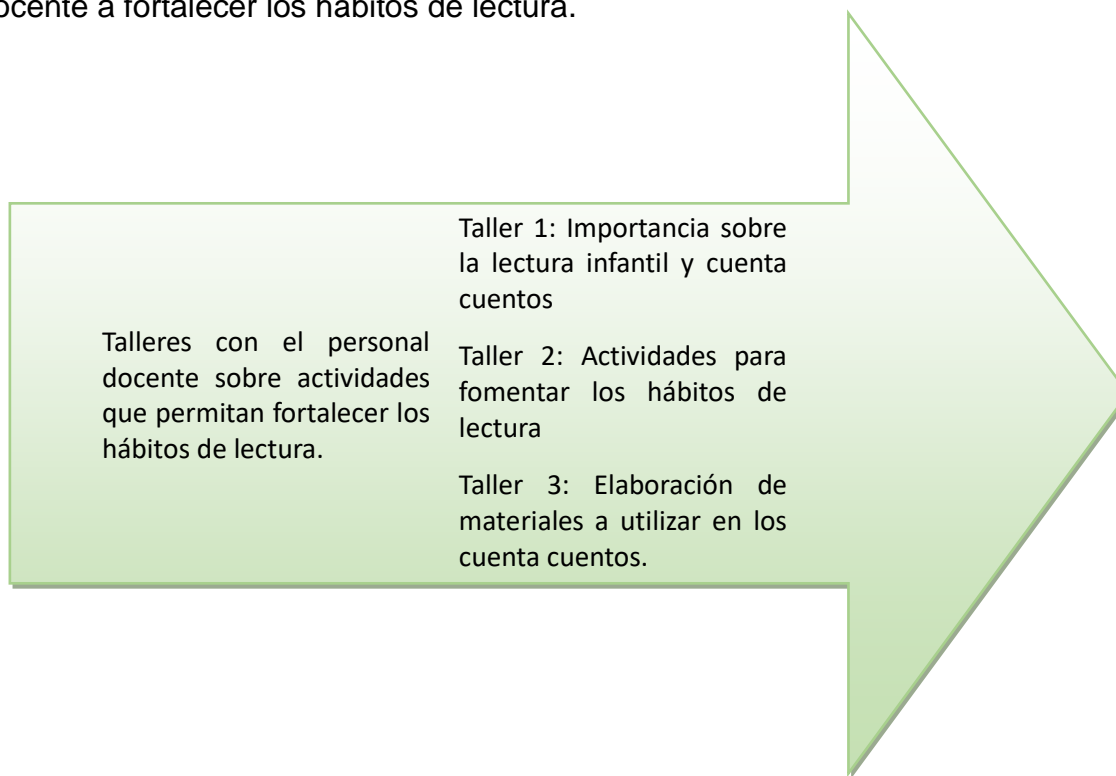 ocente a fortalecer los hábitos de lectura.
Talleres con el personal
docente sobre actividades
que permitan fortalecer los
hábitos de lectura.
Taller 1: Importancia sobre
la lectura infantil y cuenta
cuentos
Taller 2: Actividades para
fomentar los hábitos de
lectura
Taller 3: Elaboración de
materiales a utilizar en los
cuenta cuentos.